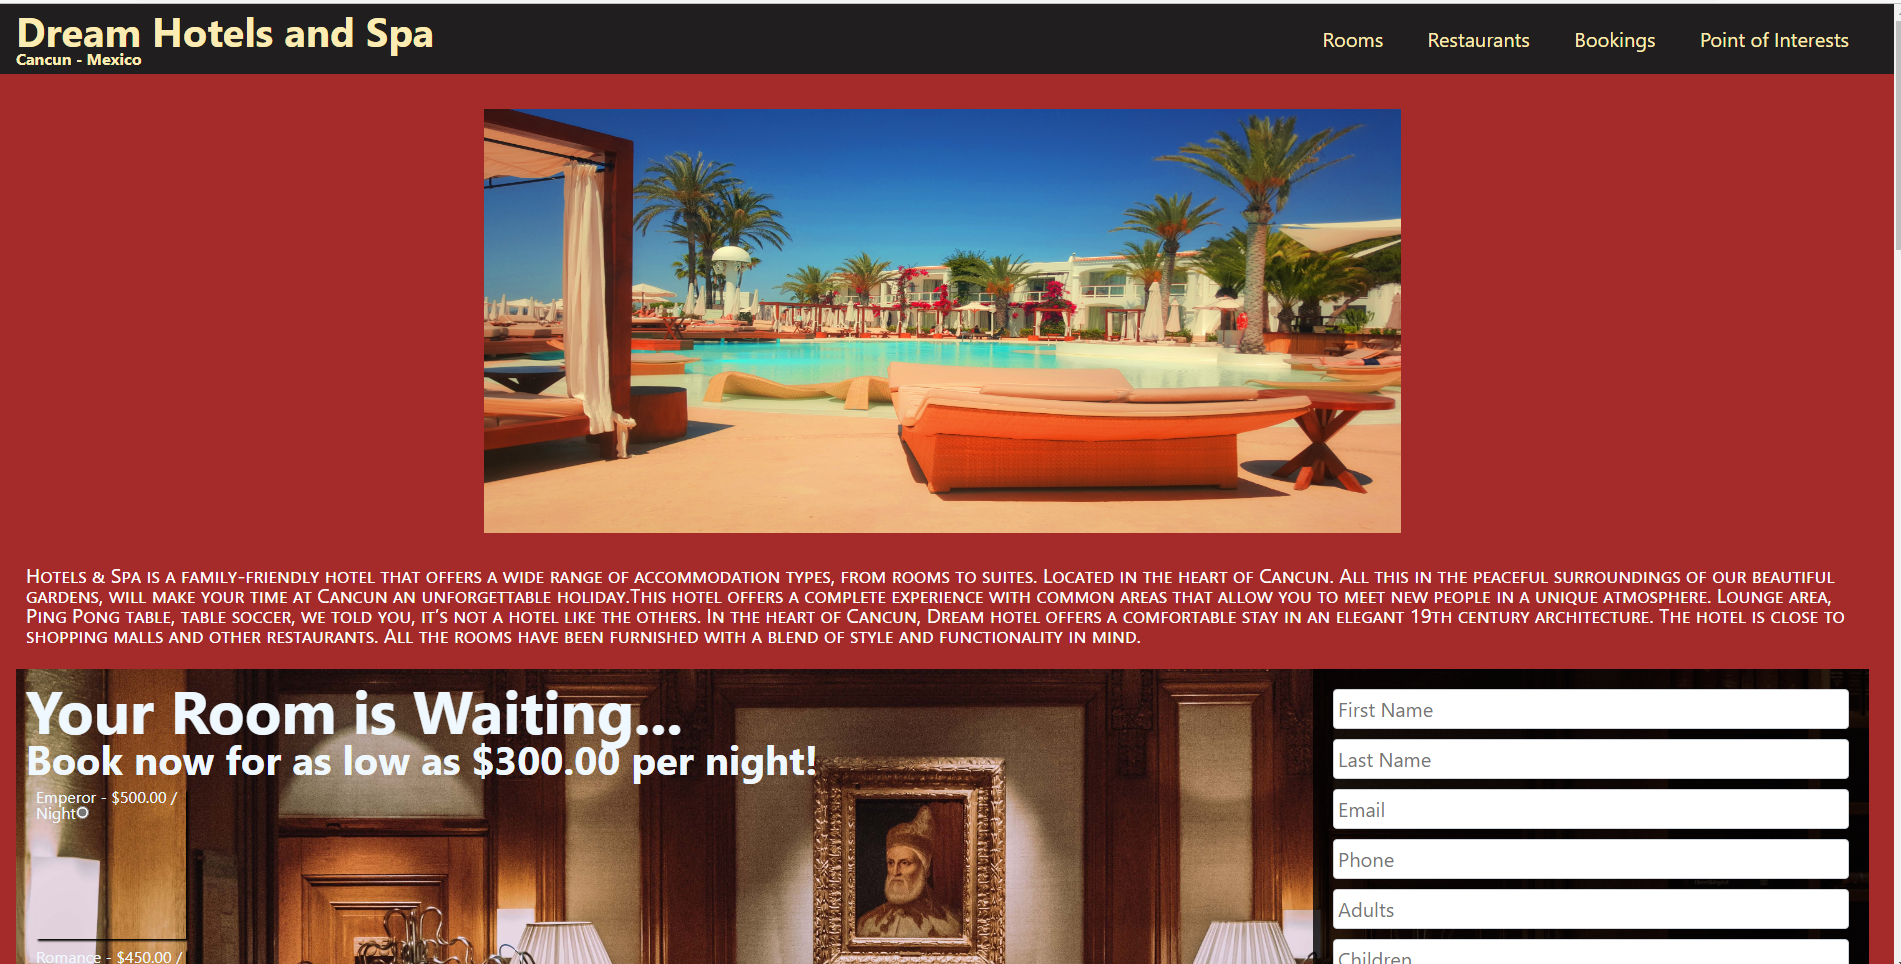 Dream Hotels and Spa
Cancun - Mexico
Rooms
Restaurants
Bookings
Point of Interests
Hotels & Spa is a family-friendly hotel that offers a wide range of accommodation types, from rooms to suites. Located in the heart of Cancun. All this in the peaceful surroundings of our beautiful
gardens, will make your time at Cancun an unforgettable holiday.This hotel offers a complete experience with common areas that allow you to meet new people in a unique atmosphere. Lounge area,
Ping Pong table, table soccer, we told you, it’s not a hotel like the others. In the heart of Cancun, Dream hotel offers a comfortable stay in an elegant 19th century architecture. The hotel is close to
shopping malls and other restaurants. All the rooms have been furnished with a blend of style and functionality in mind.
Your Room is Waiting...
Book now for as low as $300.00 per night!
Emperor - $500.00 /
Night
Romance - $450.00 /
First Name
Last Name
Email
Phone
Adults
Children